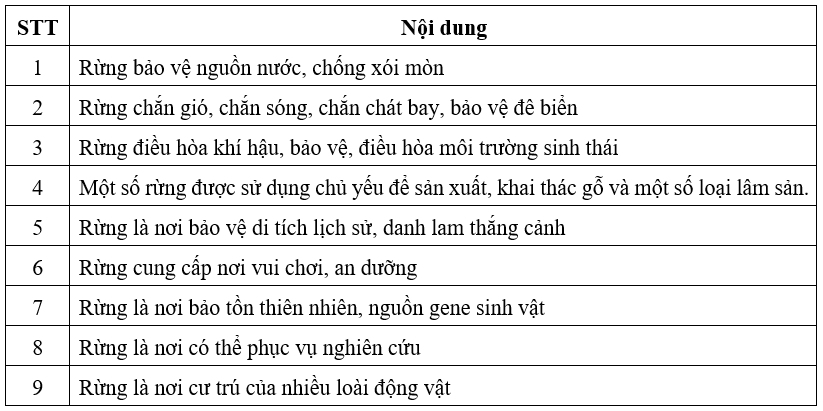 STT Nội dung
1 Rừng bảo vệ nguồn nước, chống xói mòn
2 Rừng chắn gió, chắn sóng, chắn chát bay, bảo vệ đê biển
3 Rừng điều hòa khí hậu, bảo vệ, điều hòa môi trường sinh thái
4 Một số rừng được sử dụng chủ yếu để sản xuất, khai thác gỗ và một số loại lâm sản.
5 Rừng là nơi bảo vệ di tích lịch sử, danh lam thắng cảnh
6 Rừng cung cấp nơi vui chơi, an dưỡng
7 Rừng là nơi bảo tồn thiên nhiên, nguồn gene sinh vật
8 Rừng là nơi có thể phục vụ nghiên cứu
9 Rừng là nơi cư trú của nhiều loài động vật